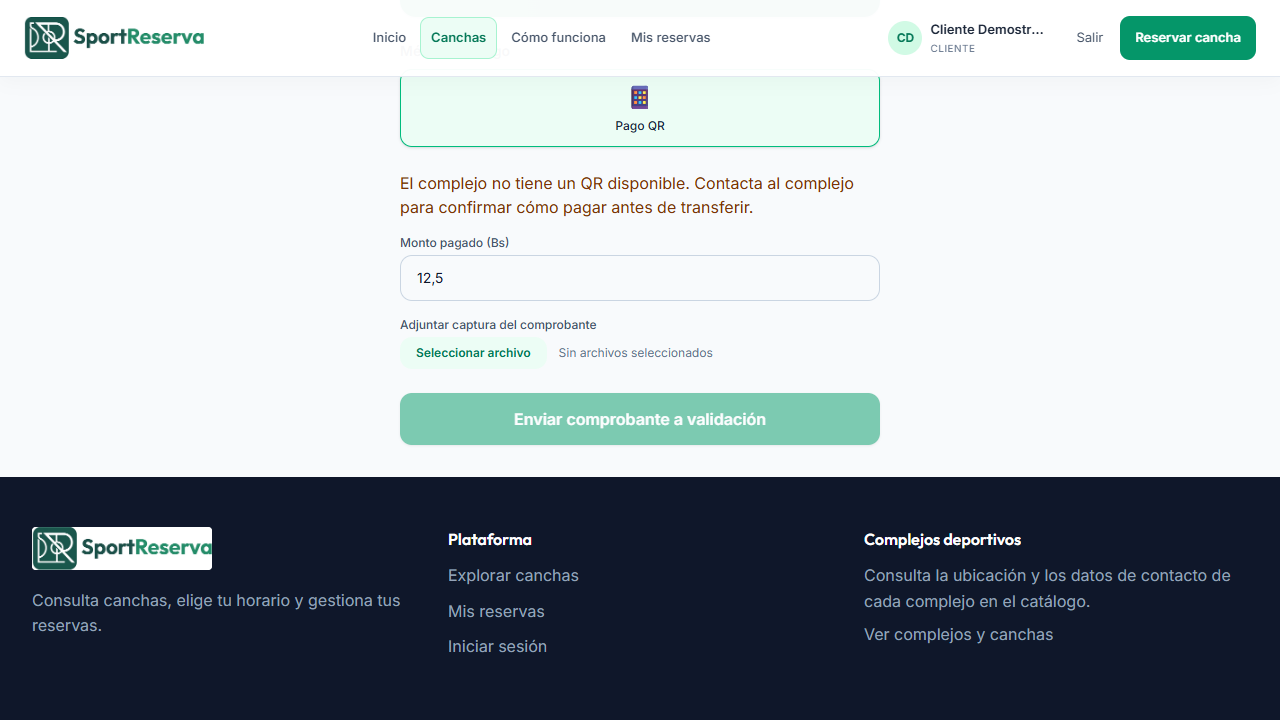 SportReserva
Inicio
Canchas
Cómo funciona
Mis reservas
CD
Cliente Demostr...
CLIENTE
Salir
Reservar cancha
Pago QR
El complejo no tiene un QR disponible. Contacta al complejo
para confirmar cómo pagar antes de transferir.
Monto pagado (Bs)
12,5
Adjuntar captura del comprobante
Seleccionar archivo
Sin archivos seleccionados
Enviar comprobante a validación
SportReserva
Consulta canchas, elige tu horario y gestiona tus
reservas.
Plataforma
Explorar canchas
Mis reservas
Iniciar sesión
Complejos deportivos
Consulta la ubicación y los datos de contacto de
cada complejo en el catálogo.
Ver complejos y canchas